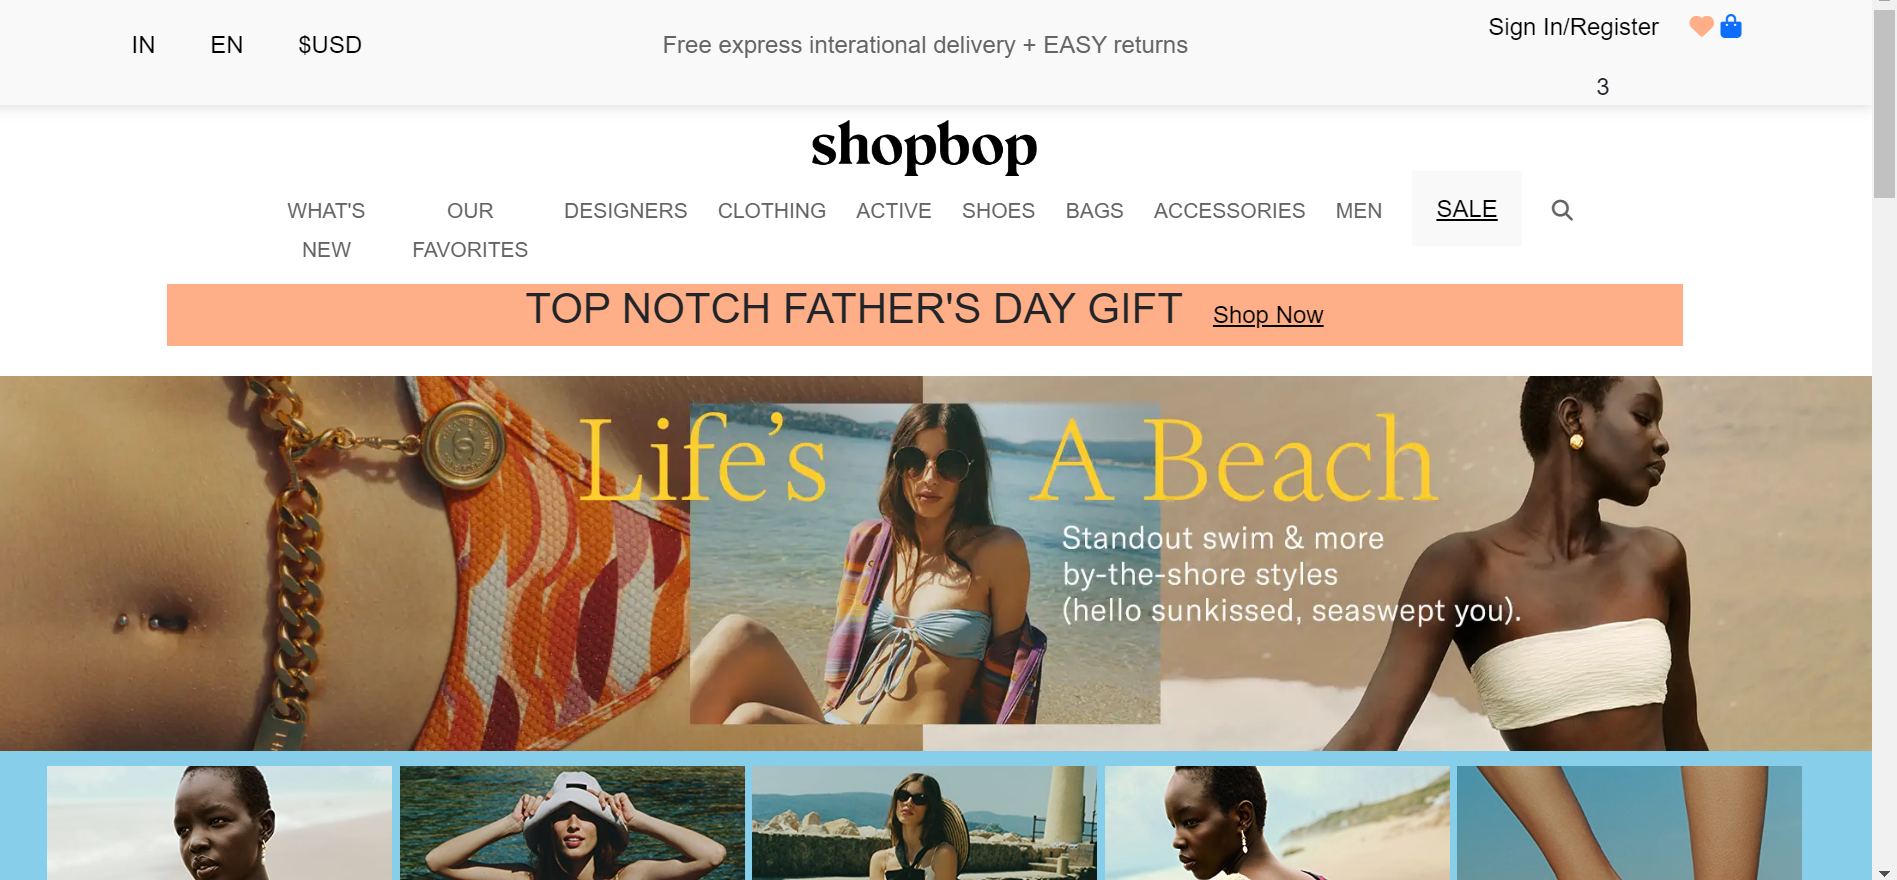 IN EN $USD
Free express interational delivery + EASY returns
Sign In/Register
3
shopbop
WHAT'S NEW
OUR FAVORITES
DESIGNERS
CLOTHING
ACTIVE
SHOES
BAGS
ACCESSORIES
MEN
SALE
TOP NOTCH FATHER'S DAY GIFT Shop Now
Life's A Beach
Standout swim & more
by-the-shore styles
(hello sunkissed, seaswept you).